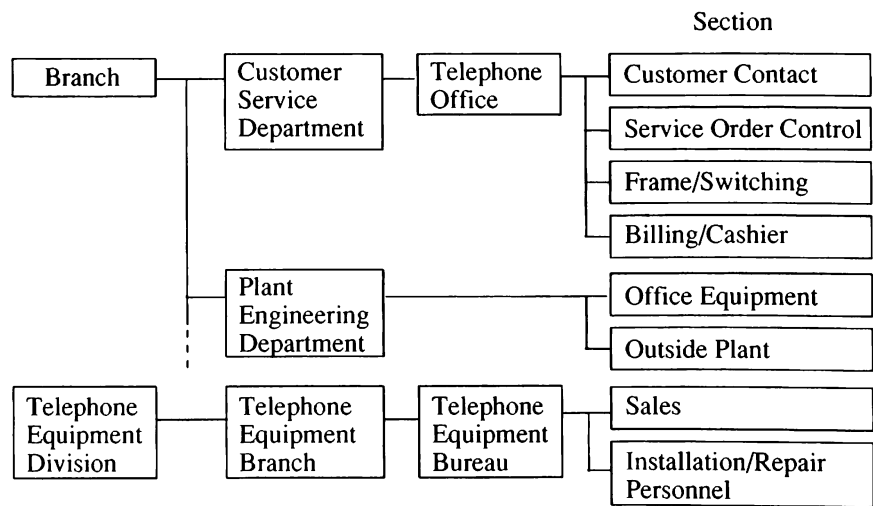 Section
Branch
Customer
Service
Department
Telephone
Office
Customer Contact
Service Order Control
Frame/Switching
Billing/Cashier
Plant
Engineering
Department
Office Equipment
Outside Plant
Telephone
Equipment
Division
Telephone
Equipment
Branch
Telephone
Equipment
Bureau
Sales
Installation/Repair
Personnel